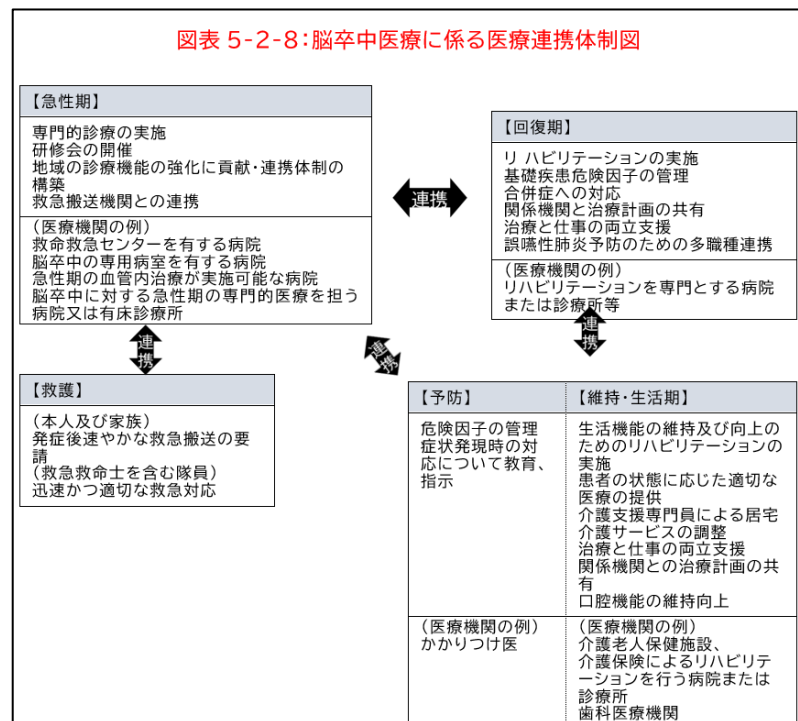 図表 5-2-8:脳卒中医療に係る医療連携体制図
【急性期】
専門的診療の実施
研修会の開催
地域の診療機能の強化に貢献・連携体制の
構築
救急搬送機関との連携
(医療機関の例)
救命救急センターを有する病院
脳卒中の専用病室を有する病院
急性期の血管内治療が実施可能な病院
脳卒中に対する急性期の専門的医療を担う
病院又は有床診療所
連携
【回復期】
リ ハビリテーションの実施
基礎疾患危険因子の管理
合併症への対応
関係機関と治療計画の共有
治療と仕事の両立支援
誤嚥性肺炎予防のための多職種連携
(医療機関の例)
リハビリテーションを専門とする病院
または診療所等
連携
連携
連携
【救護】
(本人及び家族)
発症後速やかな救急搬送の要
請
(救急救命士を含む隊員)
迅速かつ適切な救急対応
【予防】
危険因子の管理
症状発現時の対
応について教育、
指示
(医療機関の例)
かかりつけ医
【維持・生活期】
生活機能の維持及び向上の
ためのリハビリテーションの
実施
患者の状態に応じた適切な
医療の提供
介護支援専門員による居宅
介護サービスの調整
治療と仕事の両立支援
関係機関との治療計画の共
有
口腔機能の維持向上
(医療機関の例)
介護老人保健施設、
介護保険によるリハビリテ
ーションを行う病院または
診療所
歯科医療機関